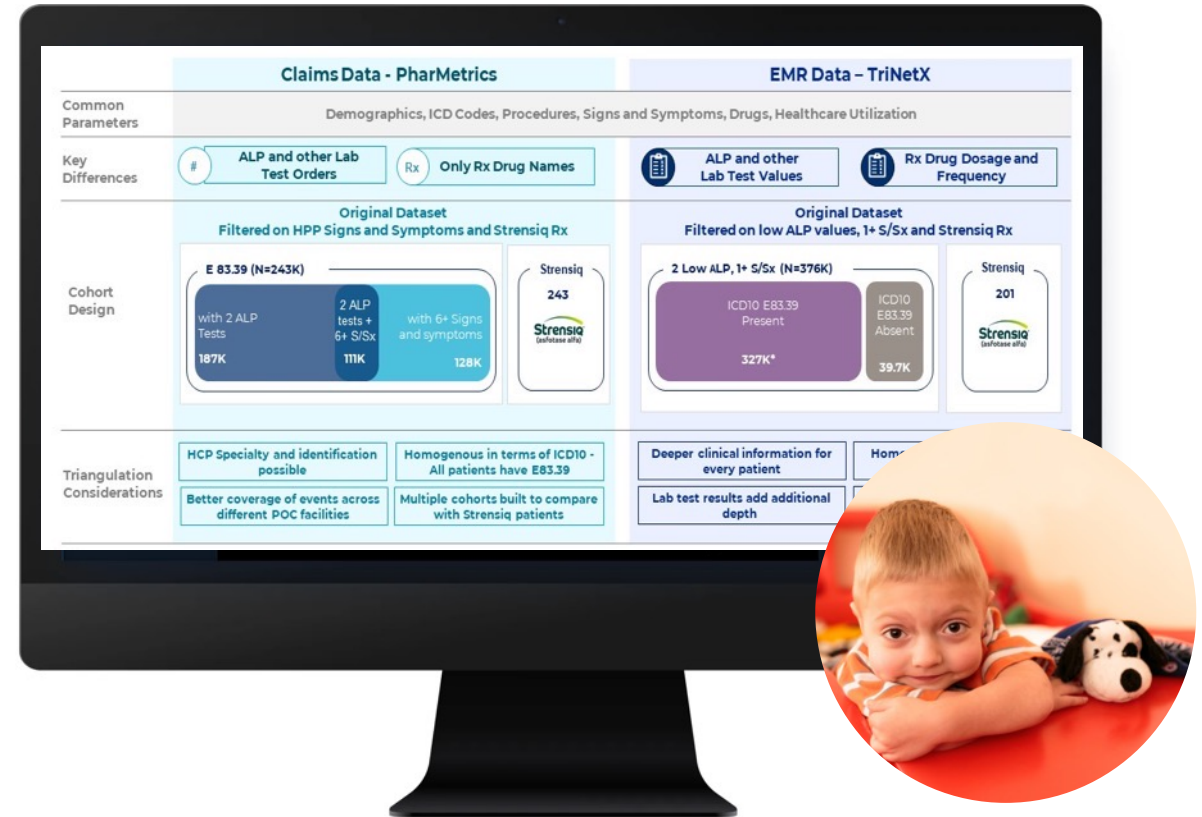 Claims Data - PharMetrics
EMR Data – TriNetX
Common
Parameters
Demographics, ICD Codes, Procedures, Signs and Symptoms, Drugs, Healthcare Utilization
Key
Differences
#
ALP and other Lab
Test Orders
Rx
Only Rx Drug Names
ALP and other
Lab Test Values
Rx Drug Dosage and
Frequency
Cohort
Design
Original Dataset
Filtered on HPP Signs and Symptoms and Strensiq Rx
E 83.39 (N=243K)
with 2 ALP
Tests
187K
2 ALP
tests +
6+ S/Sx
111K
with 6+ Signs
and symptoms
128K
Strensiq
243
Strensiq
(asfotase alfa)
Original Dataset
Filtered on low ALP values, 1+ S/Sx and Strensiq Rx
2 Low ALP, 1+ S/Sx (N=376K)
ICD10 E83.39
Present
327K*
ICD10
E83.39
Absent
39.7K
Strensiq
201
Strensiq
(asfotase alfa)
Triangulation
Considerations
HCP Specialty and identification
possible
Homogenous in terms of ICD10 -
All patients have E83.39
Better coverage of events across
different POC facilities
Multiple cohorts built to compare
with Strensiq patients
Deeper clinical information for
every patient
Lab test results add additional
depth